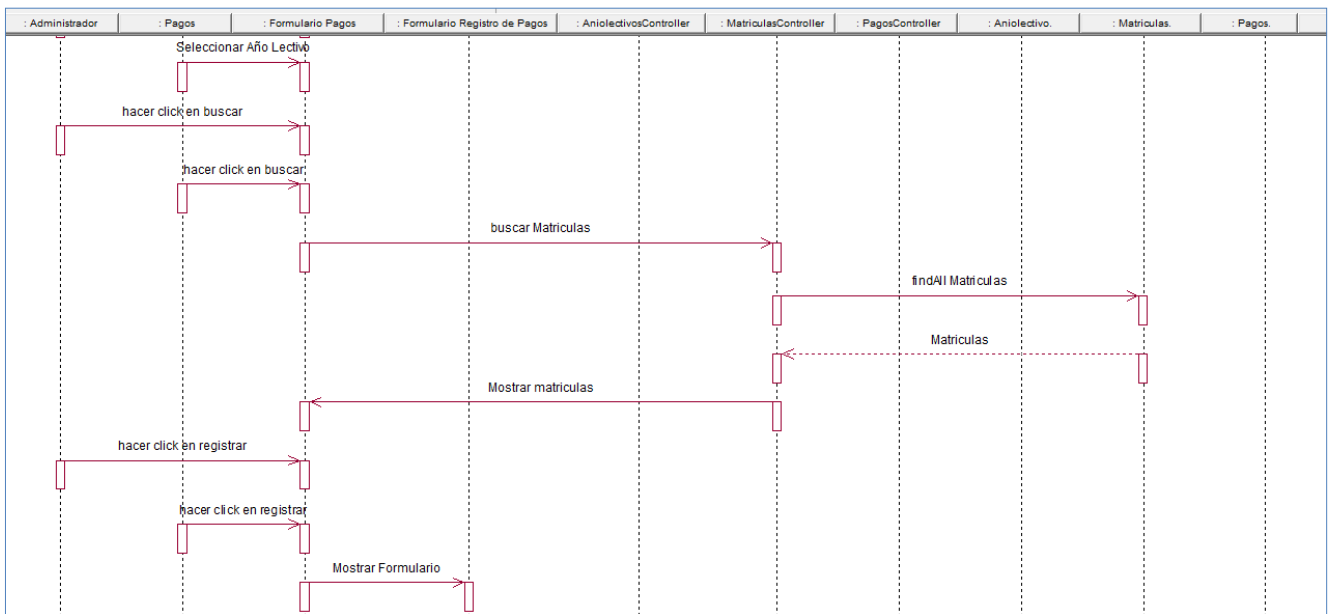 : Administrador
: Pagos
: Formulario Pagos
: Formulario Registro de Pagos
: AniolectivosController
: MatriculasController
: PagosController
: Aniolectivo.
: Matriculas.
: Pagos.
Seleccionar Año Lectivo
hacer click en buscar
hacer click en buscar
buscar Matriculas
findAll Matriculas
Matriculas
Mostrar matriculas
hacer click en registrar
hacer click en registrar
Mostrar Formulario